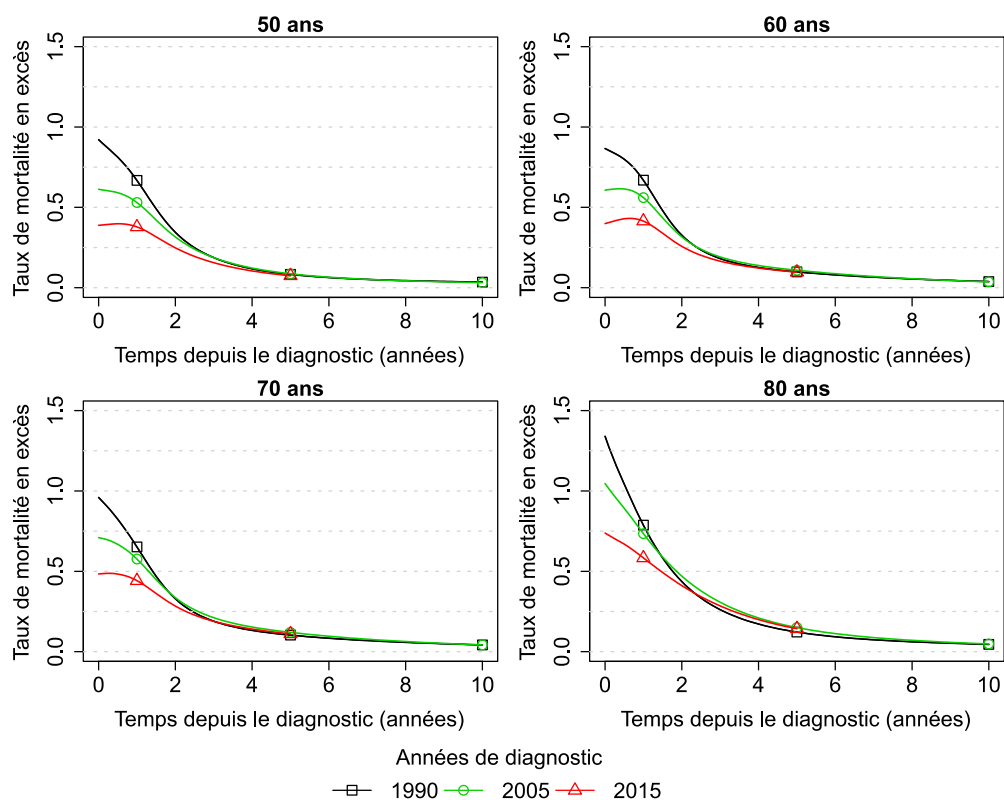 50 ans
Taux de mortalité en excès
0.0 0.5 1.0 1.5
0 2 4 6 8 10
Temps depuis le diagnostic (années)
60 ans
Taux de mortalité en excès
0.0 0.5 1.0 1.5
0 2 4 6 8 10
Temps depuis le diagnostic (années)
70 ans
Taux de mortalité en excès
0.0 0.5 1.0 1.5
0 2 4 6 8 10
Temps depuis le diagnostic (années)
80 ans
Taux de mortalité en excès
0.0 0.5 1.0 1.5
0 2 4 6 8 10
Temps depuis le diagnostic (années)
Années de diagnostic
1990 2005 2015